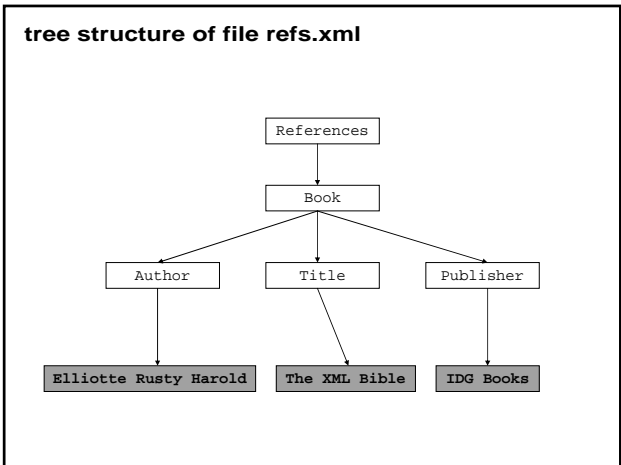 tree structure of file refs.xml
References
Book
Author Title Publisher
Elliotte Rusty Harold The XML Bible IDG Books